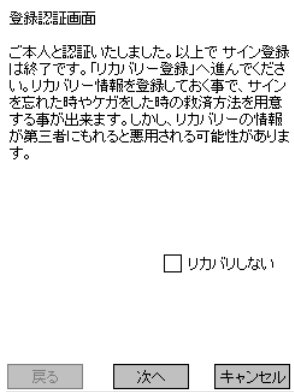 登録認証画面
ご本人と認証いたしました。以上で サイン登録
は終了です。「リカバリー登録」へ進んでくださ
い。リカバリー情報を登録しておく事で、サイン
を忘れた時やケガをした時の救済方法を用意
する事が出来ます。しかし、リカバリーの情報
が第三者にもれると悪用される可能性がありま
す。
リカバリしない
戻る
次へ
キャンセル